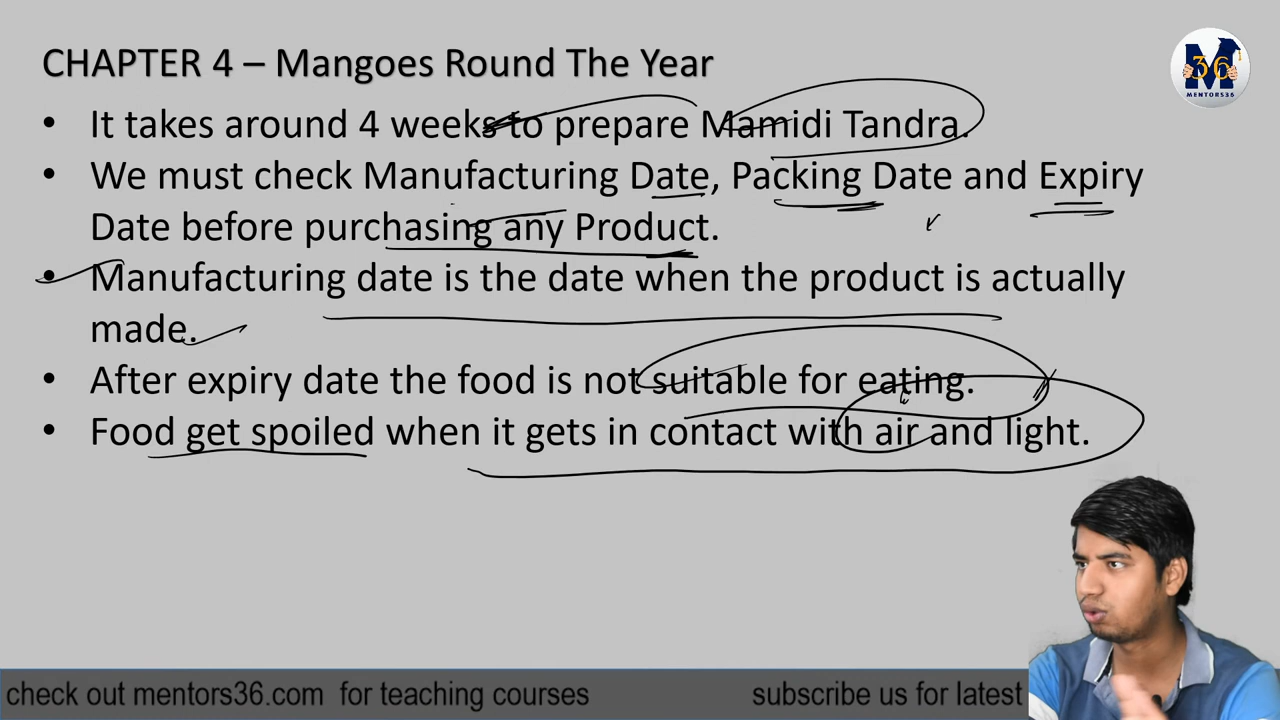 CHAPTER 4 – Mangoes Round The Year
M
36
MENTORS36
• It takes around 4 weeks to prepare Mamidi Tandra.
• We must check Manufacturing Date, Packing Date and Expiry
Date before purchasing any Product.
• Manufacturing date is the date when the product is actually
made.
• After expiry date the food is not suitable for eating.
• Food get spoiled when it gets in contact with air and light.
check out mentors36.com for teaching courses subscribe us for latest